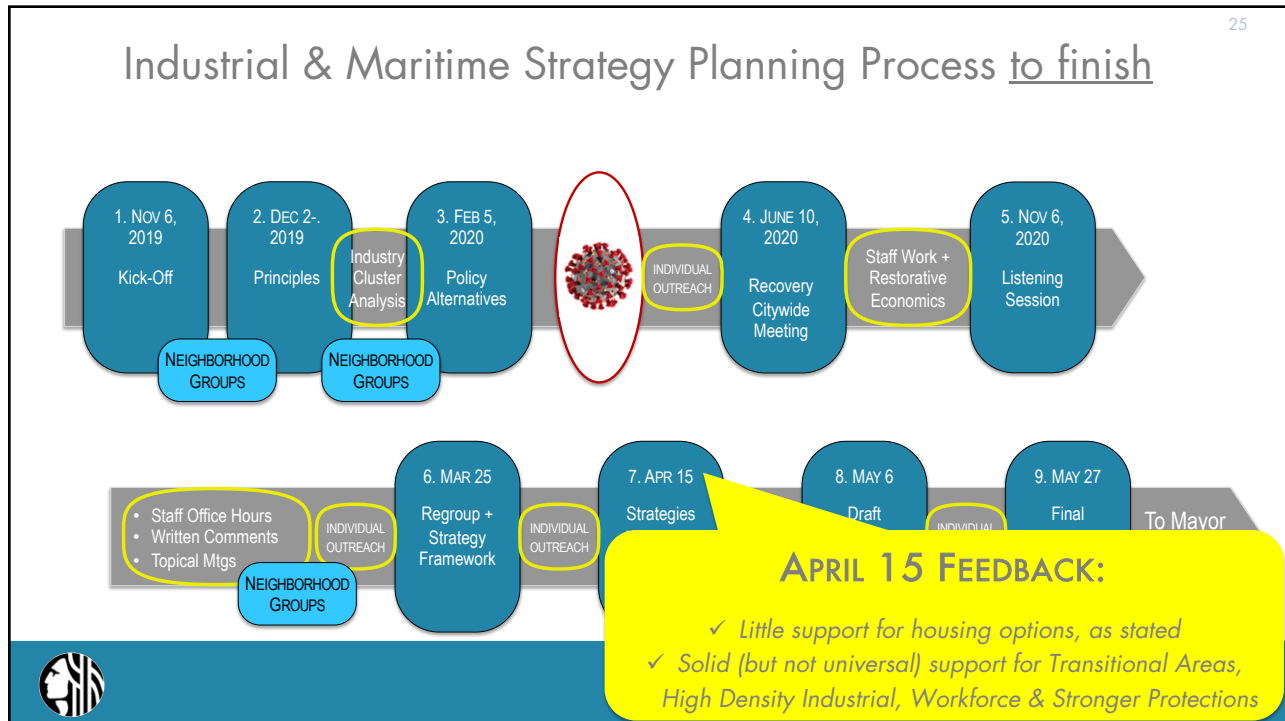 25
Industrial & Maritime Strategy Planning Process to finish
1. NOV 6,
2019
Kick-Off
2. DEC 2-.
2019
Principles
Industry
Cluster
Analysis
3. FEB 5,
2020
Policy
Alternatives
INDIVIDUAL
OUTREACH
4. JUNE 10,
2020
Recovery
Citywide
Meeting
Staff Work +
Restorative
Economics
5. NOV 6,
2020
Listening
Session
NEIGHBORHOOD
GROUPS
NEIGHBORHOOD
GROUPS
• Staff Office Hours
• Written Comments
• Topical Mtgs
NEIGHBORHOOD
GROUPS
INDIVIDUAL
OUTREACH
6. MAR 25
Regroup +
Strategy
Framework
INDIVIDUAL
OUTREACH
7. APR 15
Strategies
8. MAY 6
Draft
9. MAY 27
Final
To Mayor
APRIL 15 FEEDBACK:
✓ Little support for housing options, as stated
✓ Solid (but not universal) support for Transitional Areas,
High Density Industrial, Workforce & Stronger Protections